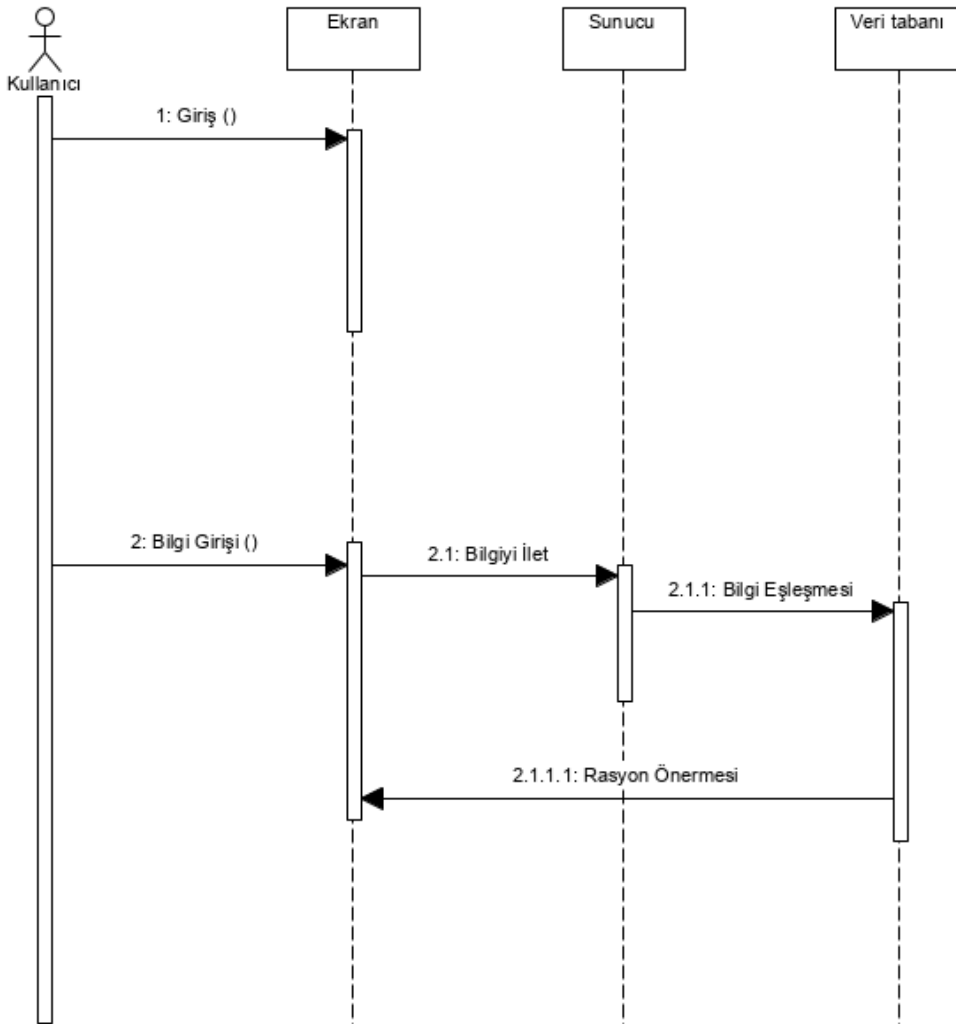 Kullanıcı
Ekran
Sunucu
Veri tabanı
1: Giriş ()
2: Bilgi Girişi ()
2.1: Bilgiyi İlet
2.1.1: Bilgi Eşleşmesi
2.1.1.1: Rasyon Önermesi